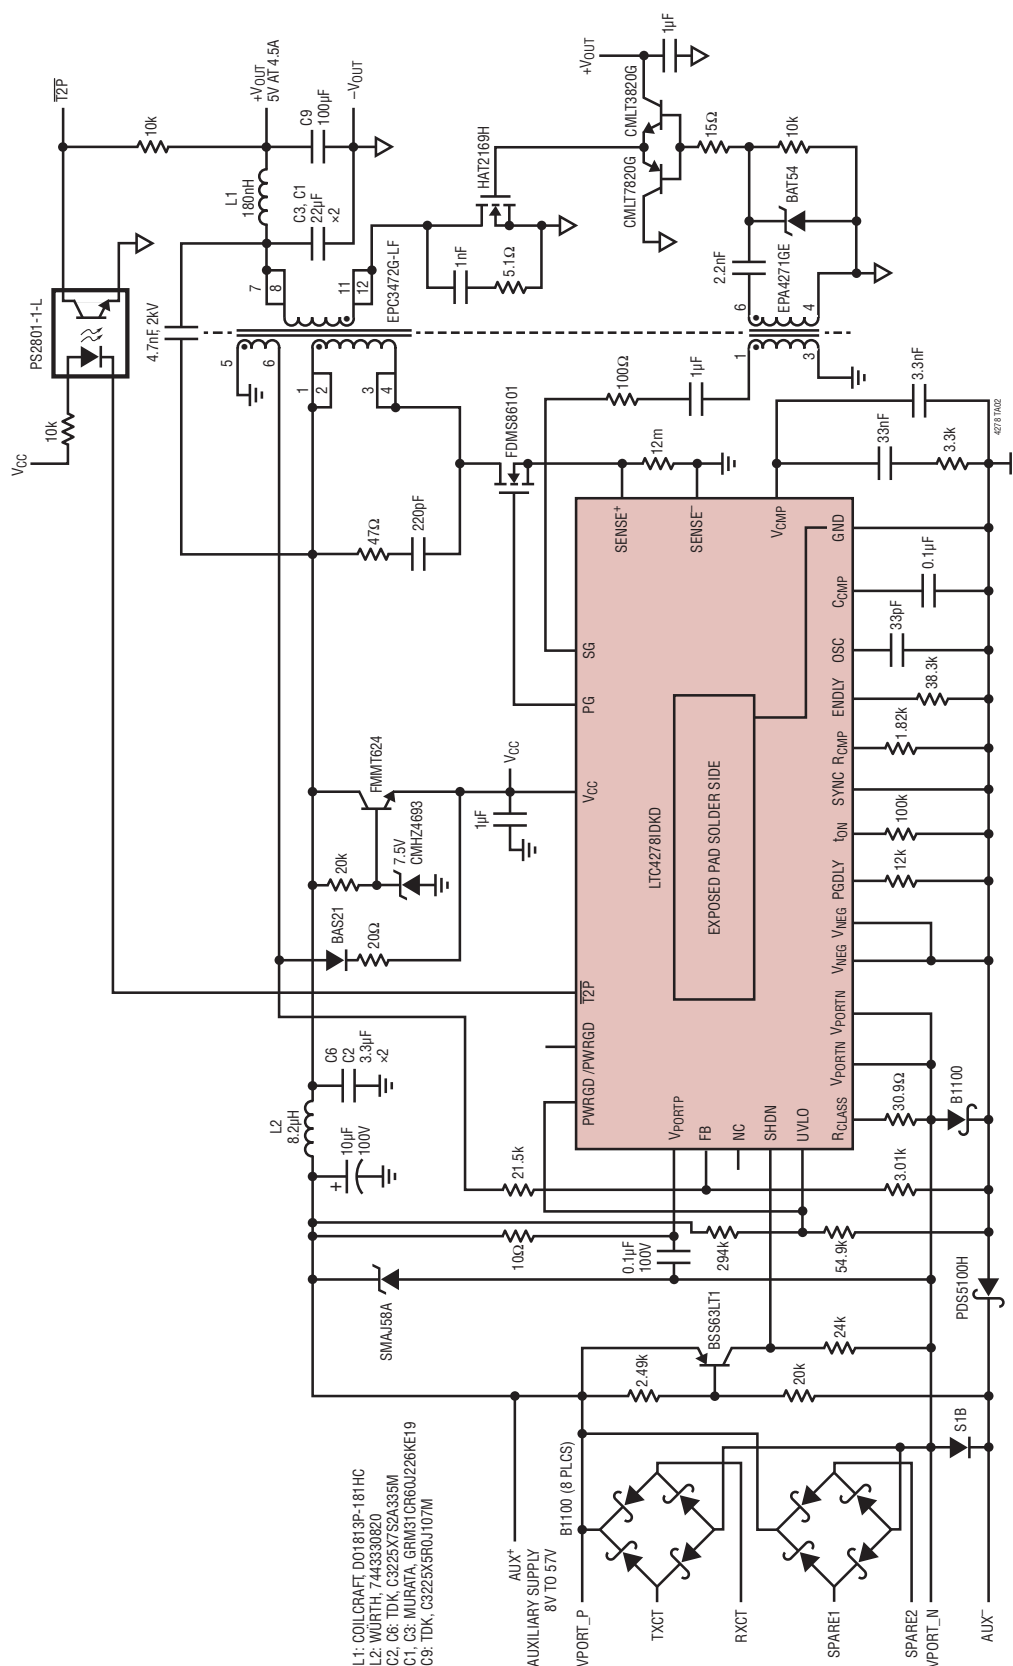 L1: COILCRAFT, DO1813P-181HC
L2: WÜRTH, 7443330820
C2, C6: TDK, C3225X7S2A335M
C1, C3: MURATA, GRM31CR60J226KE19
C9: TDK, C3225X5R0J107M
AUX+
AUXILIARY SUPPLY
8V TO 57V
VPORT_P
B1100 (8 PLCS)
TXCT
RXCT
SPARE1
SPARE2
VPORT_N
AUX–
S1B
2.49k
20k
BSS63LT1
24k
PDS5100H
SMAJ58A
10Ω
0.1µF
100V
294k
54.9k
+
10µF
100V
L2
8.2µH
C6
C2
3.3µF
×2
21.5k
3.01k
30.9Ω
B1100
BAS21
20Ω
20k
7.5V
CMHZ4693
FMMT624
VCC
1µF
PWRGD /PWRGD
T2P
VCC
PG
SG
SENSE+
SENSE–
VCMP
VPORTP
FB
NC
SHDN
UVLO
LTC4278IDKD
EXPOSED PAD SOLDER SIDE
RCLASS
VPORTN
VPORTN
VNEG
VNEG
PGDLY
tON
SYNC
RCMP
ENDLY
OSC
CCMP
GND
12k
100k
1.82k
38.3k
33pF
0.1µF
33nF
3.3k
3.3nF
4278 TA02
47Ω
220pF
FDMS86101
12m
100Ω
1µF
VCC
10k
PS2801-1-L
4.7nF, 2kV
5
6
1
2
3
4
7
8
11
12
EPC3472G-LF
T2P
10k
L1
180nH
+VOUT
5V AT 4.5A
C9
100µF
C3, C1
22µF
×2
–VOUT
HAT2169H
1nF
5.1Ω
+VOUT
1µF
CMLT3820G
CMLT7820G
15Ω
10k
BAT54
2.2nF
EPA4271GE
6
4
1
3